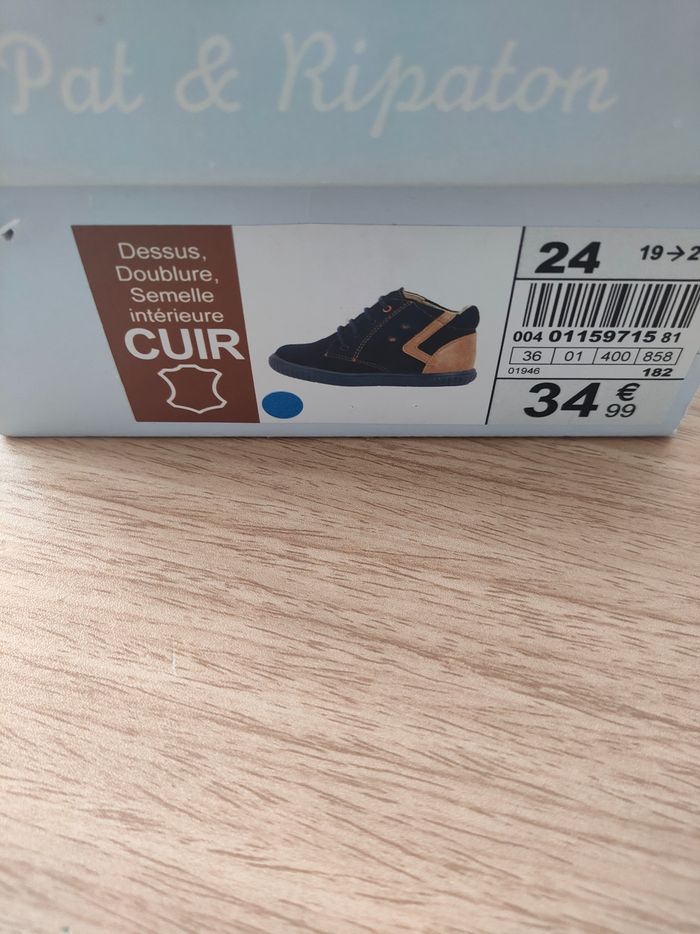 Pat & Ripaton
Dessus,
Doublure,
Semelle
intérieure
CUIR
24 19→2
004 01159715 81
36 01 400 858
01946 182
34 €99